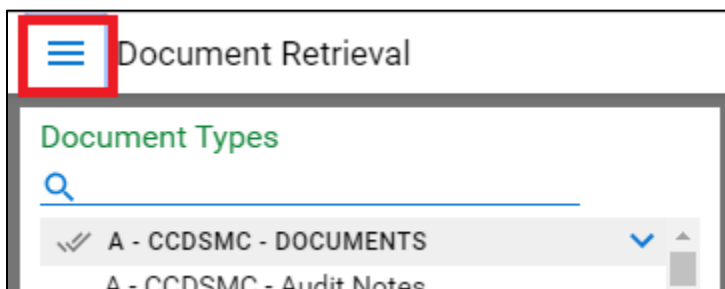 Document Retrieval
Document Types
A - CCDSMC - DOCUMENTS
A - CCDSMC - Audit Notes